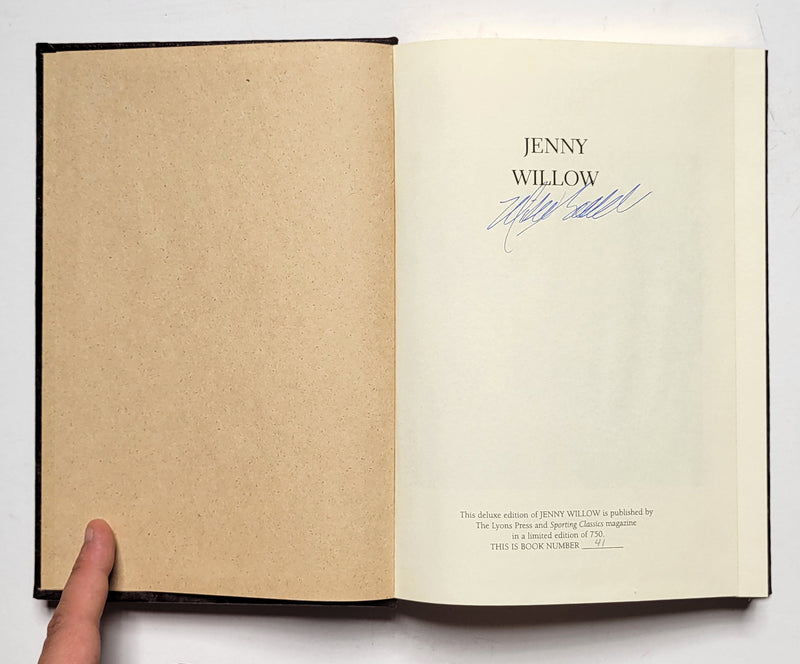 JENNY
WILLOW
This deluxe edition of JENNY WILLOW is published by
The Lyons Press and Sporting Classics magazine
in a limited edition of 750.
THIS IS BOOK NUMBER 41